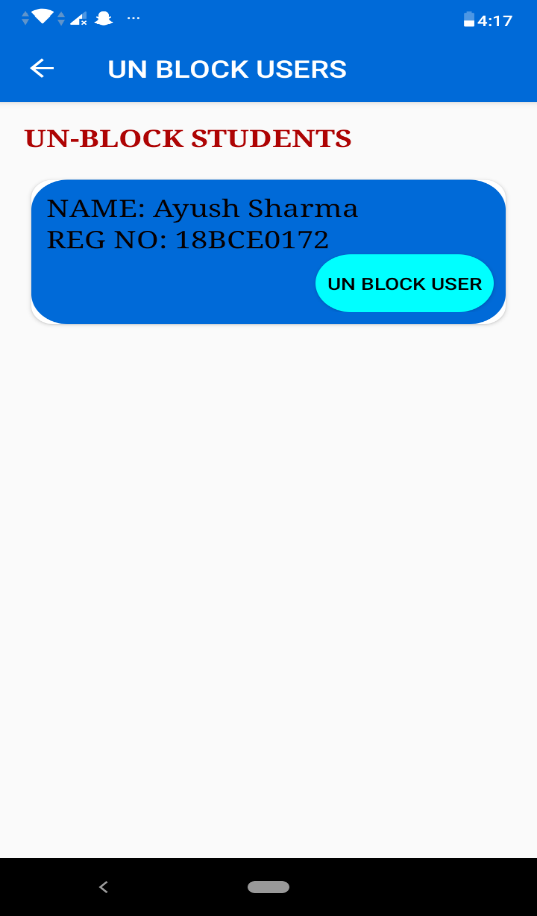 4:17
UN BLOCK USERS
UN-BLOCK STUDENTS
NAME: Ayush Sharma
REG NO: 18BCE0172
UN BLOCK USER